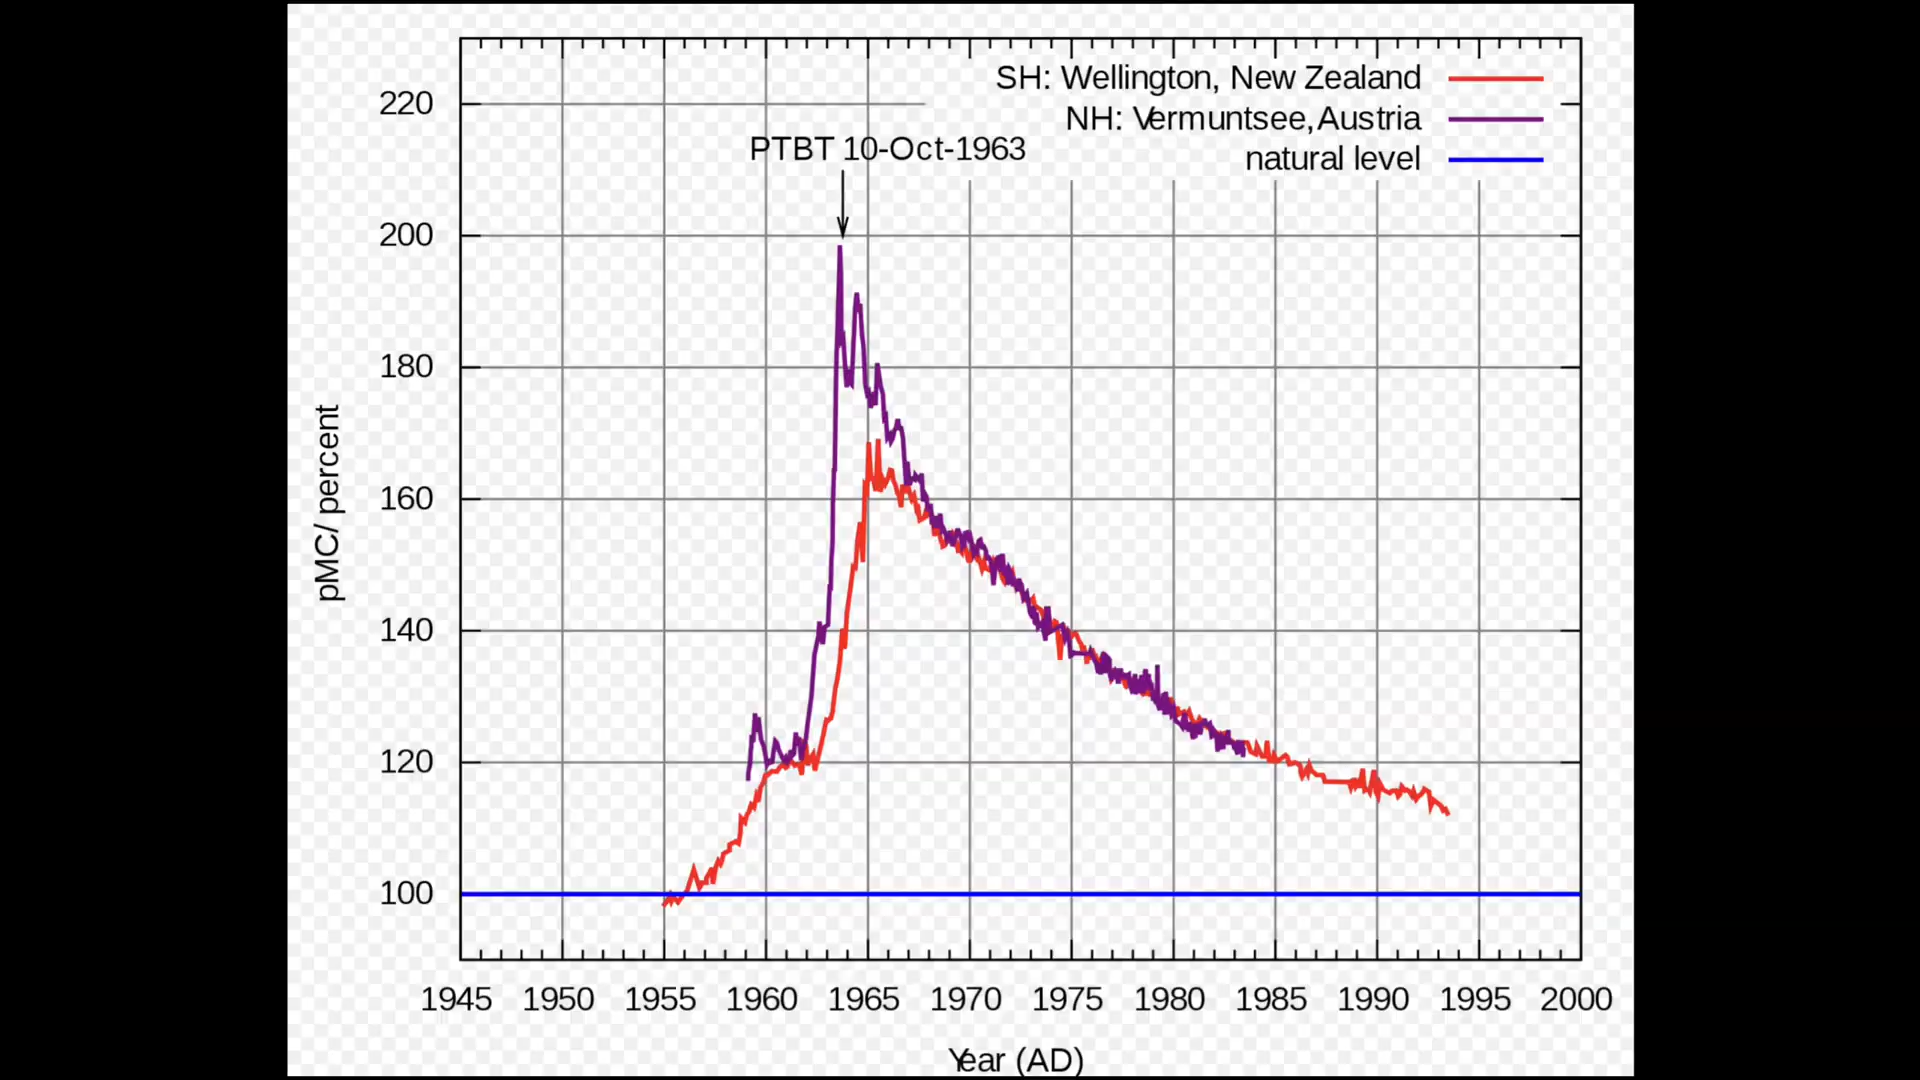 SH: Wellington, New Zealand
NH: Vermuntsee, Austria
natural level
PTBT 10-Oct-1963
220
200
180
160
140
120
100
pMC/ percent
1945 1950 1955 1960 1965 1970 1975 1980 1985 1990 1995 2000
Year (AD)